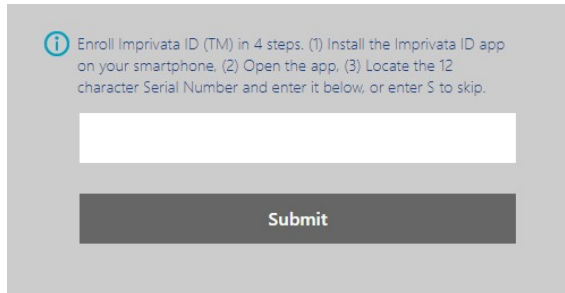 Enroll Imprivata ID (TM) in 4 steps. (1) Install the Imprivata ID app
on your smartphone, (2) Open the app, (3) Locate the 12
character Serial Number and enter it below, or enter S to skip.
Submit